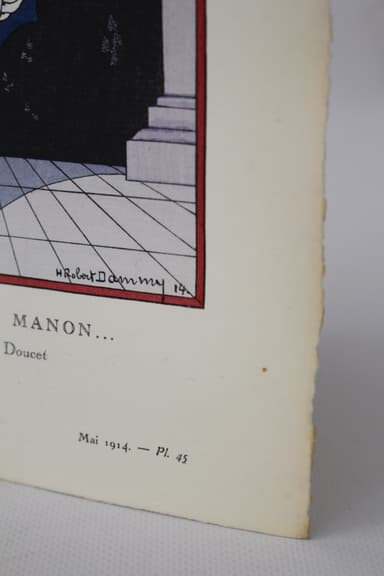 H. Robert Dammy 14.
MANON...
Doucet
Mai 1914. — Pl. 45